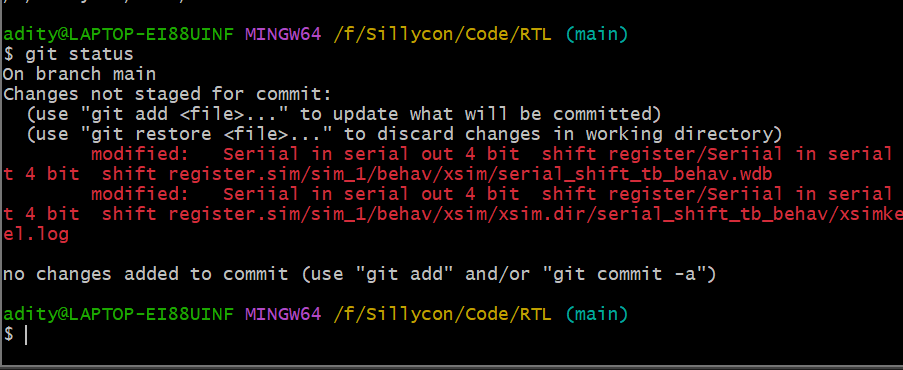 adity@LAPTOP-EI88UINF MINGW64 /f/Sillycon/Code/RTL (main)
$ git status
On branch main
Changes not staged for commit:
  (use "git add <file>..." to update what will be committed)
  (use "git restore <file>..." to discard changes in working directory)
        modified:   Seriial in serial out 4 bit  shift register/Seriial in serial
t 4 bit  shift register.sim/sim_1/behav/xsim/serial_shift_tb_behav.wdb
        modified:   Seriial in serial out 4 bit  shift register/Seriial in serial
t 4 bit  shift register.sim/sim_1/behav/xsim/xsim.dir/serial_shift_tb_behav/xsimke
el.log
no changes added to commit (use "git add" and/or "git commit -a")
adity@LAPTOP-EI88UINF MINGW64 /f/Sillycon/Code/RTL (main)
$